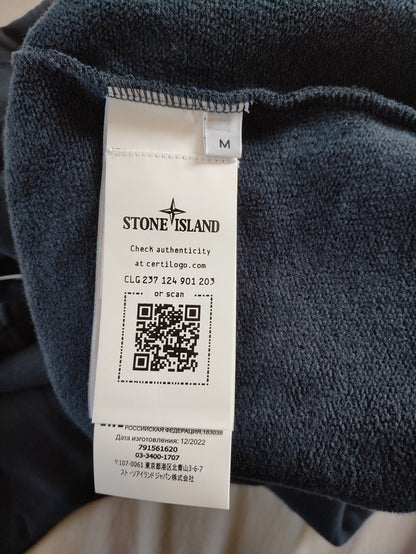 M
STONE ISLAND
Check authenticity
at certilogo.com
CLG 237 124 901 203
or scan
РОССИЙСКАЯ ФЕДЕРАЦИЯ,183038
Дата изготовления: 12/2022
791561620
03-3400-1707
〒107-0061 東京都港区北青山3-6-7
ストーンアイランドジャパン株式会社